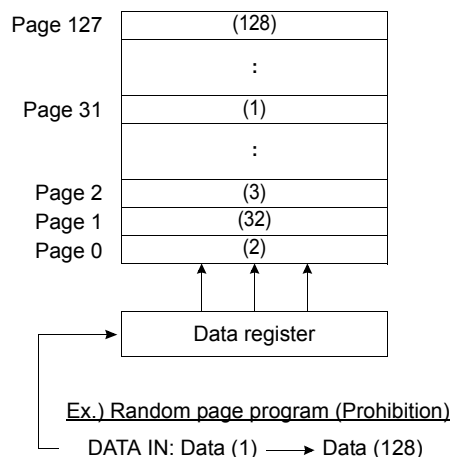 Page 127 (128)
:
Page 31 (1)
:
Page 2 (3)
Page 1 (32)
Page 0 (2)
Data register
Ex.) Random page program (Prohibition)
DATA IN: Data (1) → Data (128)